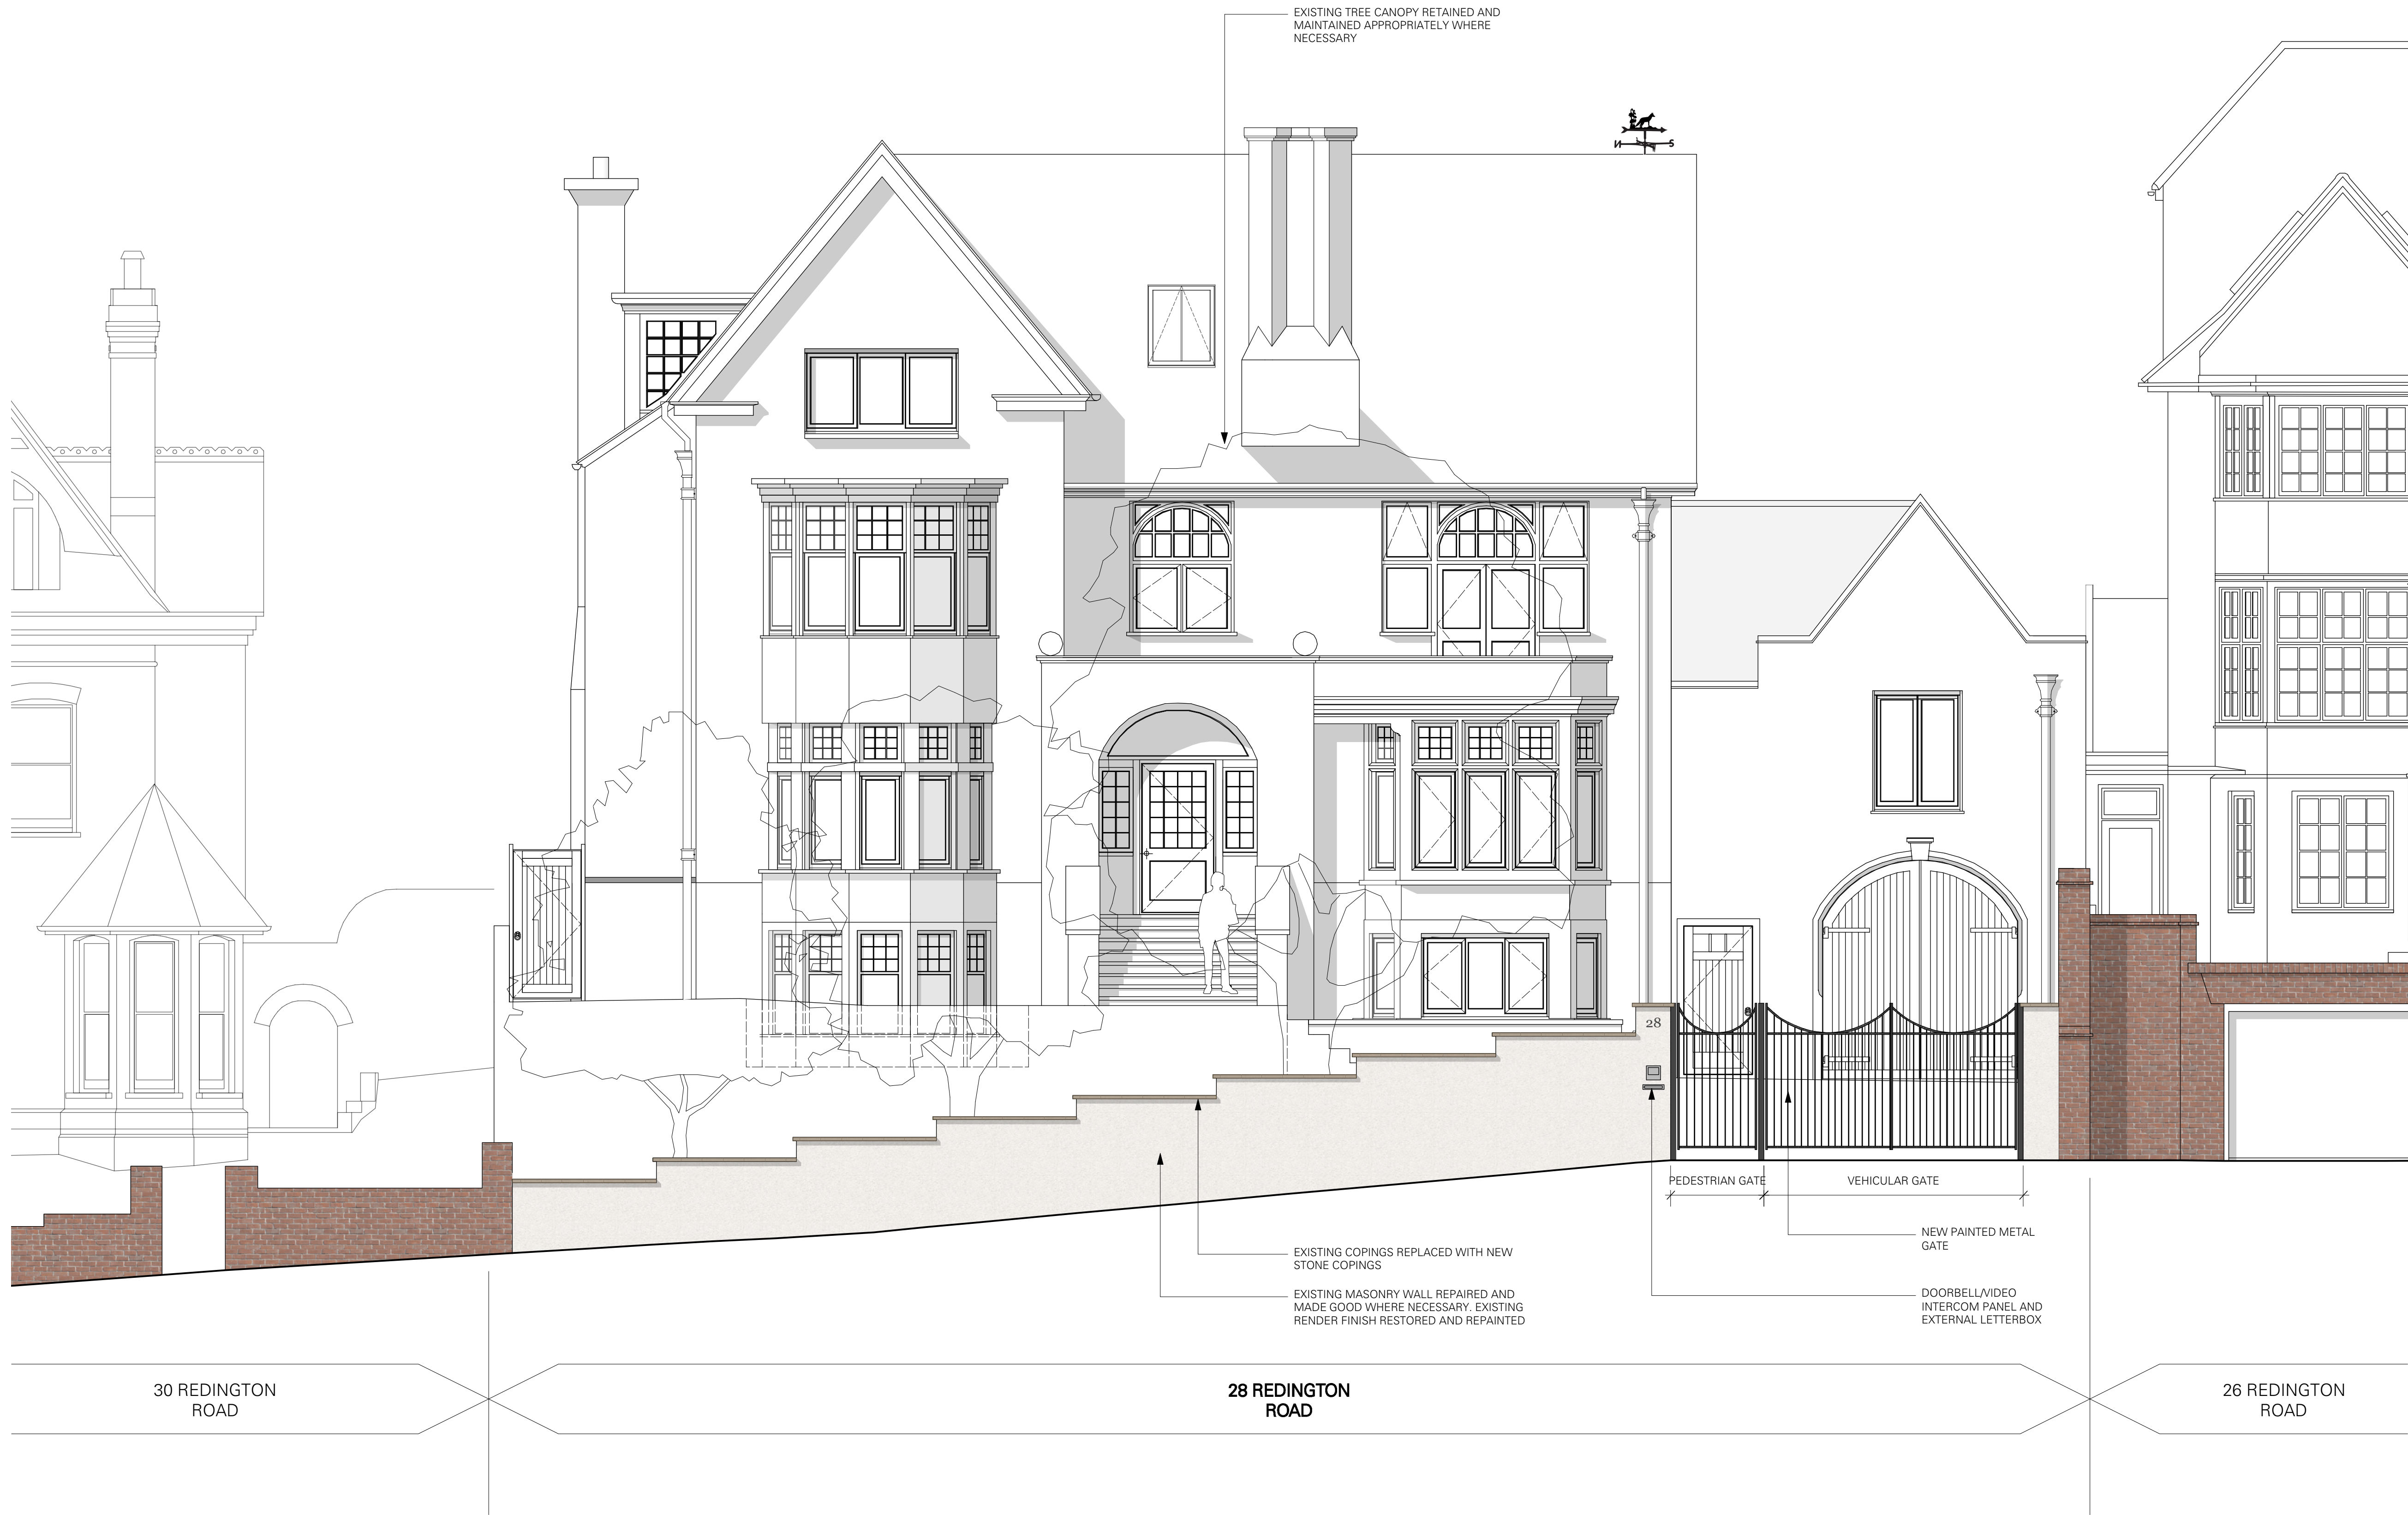 EXISTING TREE CANOPY RETAINED AND
MAINTAINED APPROPRIATELY WHERE
NECESSARY
N S
28
PEDESTRIAN GATE
VEHICULAR GATE
NEW PAINTED METAL
GATE
EXISTING COPINGS REPLACED WITH NEW
STONE COPINGS
EXISTING MASONRY WALL REPAIRED AND
MADE GOOD WHERE NECESSARY. EXISTING
RENDER FINISH RESTORED AND REPAINTED
DOORBELL/VIDEO
INTERCOM PANEL AND
EXTERNAL LETTERBOX
30 REDINGTON
ROAD
28 REDINGTON
ROAD
26 REDINGTON
ROAD